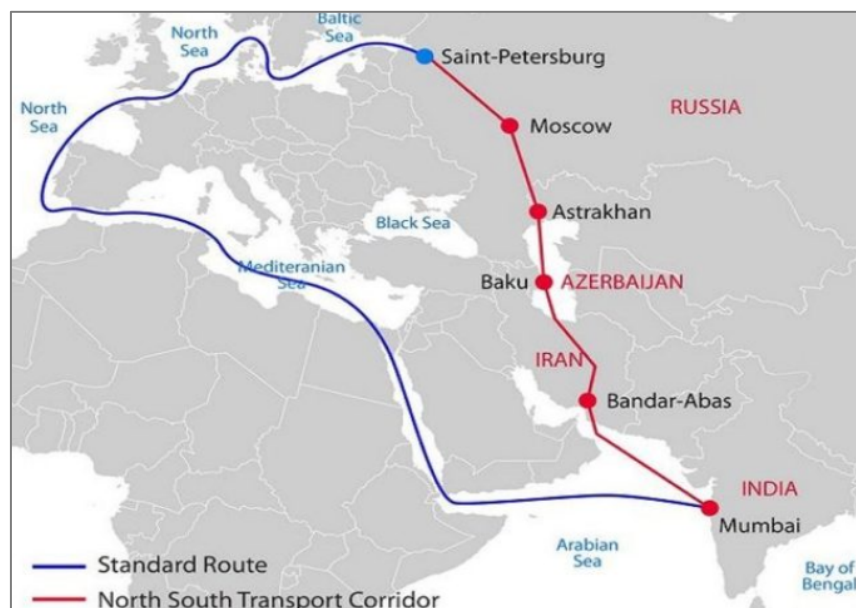 Baltic
Sea
North
Sea
Saint-Petersburg
North
Sea
RUSSIA
Moscow
Astrakhan
Black Sea
Mediteranian
Sea
Baku
AZERBAIJAN
IRAN
Bandar-Abas
INDIA
Mumbai
Arabian
Sea
Bay of
Bengal
Standard Route
North South Transport Corridor